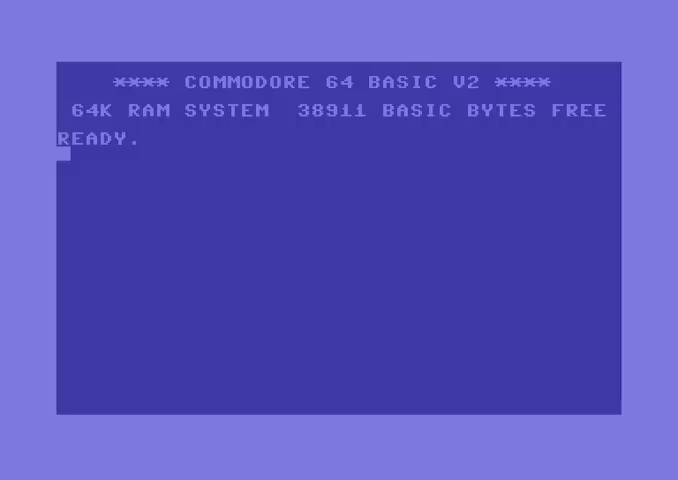 **** COMMODORE 64 BASIC V2 ****
64K RAM SYSTEM  38911 BASIC BYTES FREE
READY.